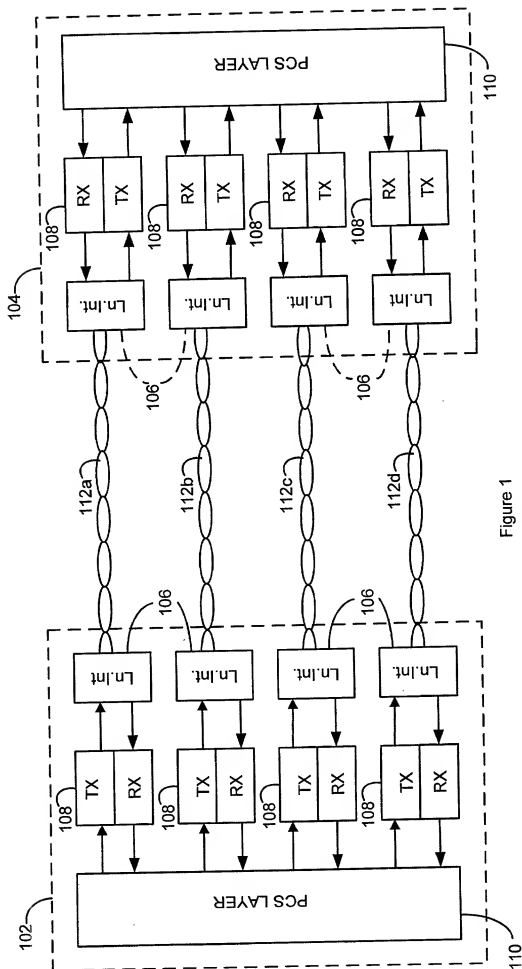 102
104
PCS LAYER
110
108
TX
RX
Ln.Int
106
112a
Ln.Int.
108
RX
TX
PCS LAYER
110
108
TX
RX
Ln.Int.
106
112b
Ln.Int.
108
RX
TX
108
TX
RX
Ln.Int.
106
112c
Ln.Int.
108
RX
TX
108
TX
RX
Ln.Int.
112d
Ln.Int.
108
RX
TX
106
106
Figure 1